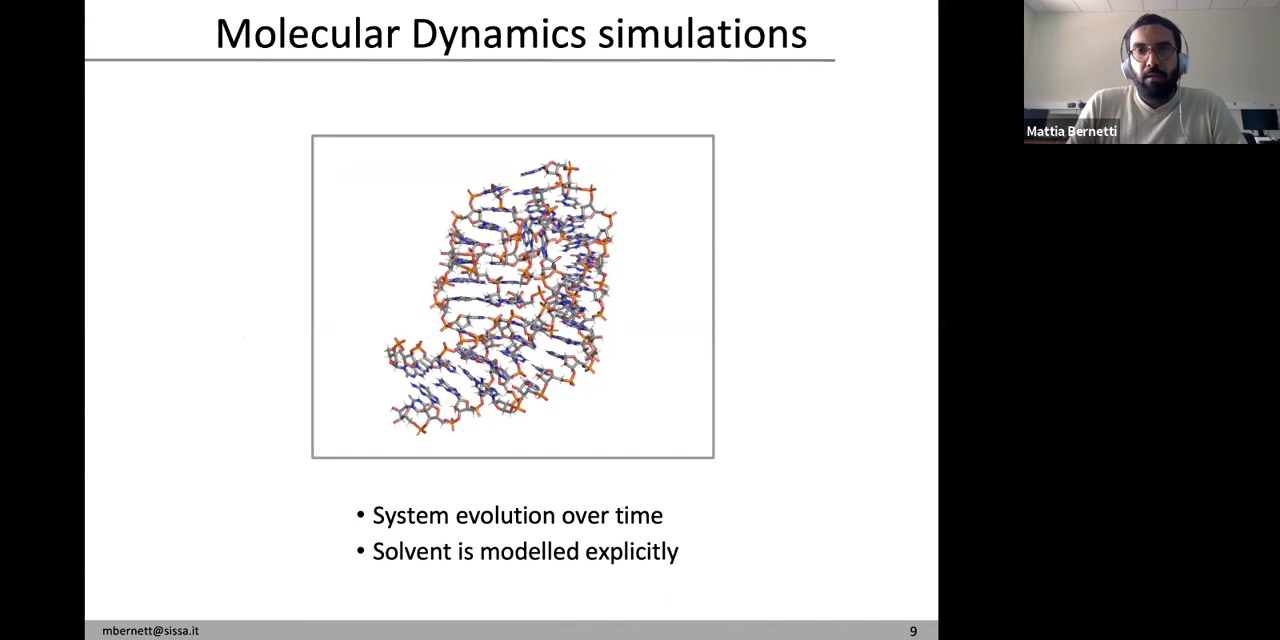 Molecular Dynamics simulations
Mattia Bernetti
• System evolution over time
• Solvent is modelled explicitly
mbernett@sissa.it
9